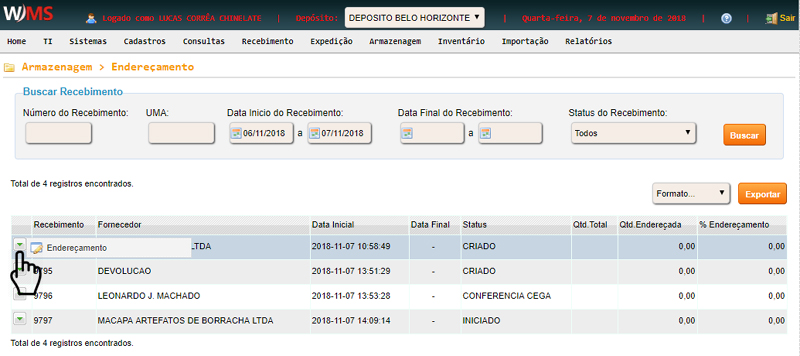 WMS Logado como LUCAS CORRÊA CHINELATE | Depósito: DEPOSITO BELO HORIZONTE | Quarta-feira, 7 de novembro de 2018 | | Sair
Home TI Sistemas Cadastros Consultas Recebimento Expedição Armazenagem Inventário Importação Relatórios
Armazenagem > Endereçamento
Buscar Recebimento
Número do Recebimento: UMA: Data Inicio do Recebimento: Data Final do Recebimento: Status do Recebimento:
06/11/2018 a 07/11/2018 a Todos Buscar
Total de 4 registros encontrados.
Formato... Exportar
Recebimento Fornecedor Data Inicial Data Final Status Qtd.Total Qtd.Endereçada % Endereçamento
Endereçamento LTDA 2018-11-07 10:58:49 - CRIADO 0,00 0,00
9795 DEVOLUCAO 2018-11-07 13:51:29 - CRIADO 0,00 0,00
9796 LEONARDO J. MACHADO 2018-11-07 13:53:28 - CONFERENCIA CEGA 0,00 0,00
9797 MACAPA ARTEFATOS DE BORRACHA LTDA 2018-11-07 14:09:14 - INICIADO 0,00 0,00
Total de 4 registros encontrados.